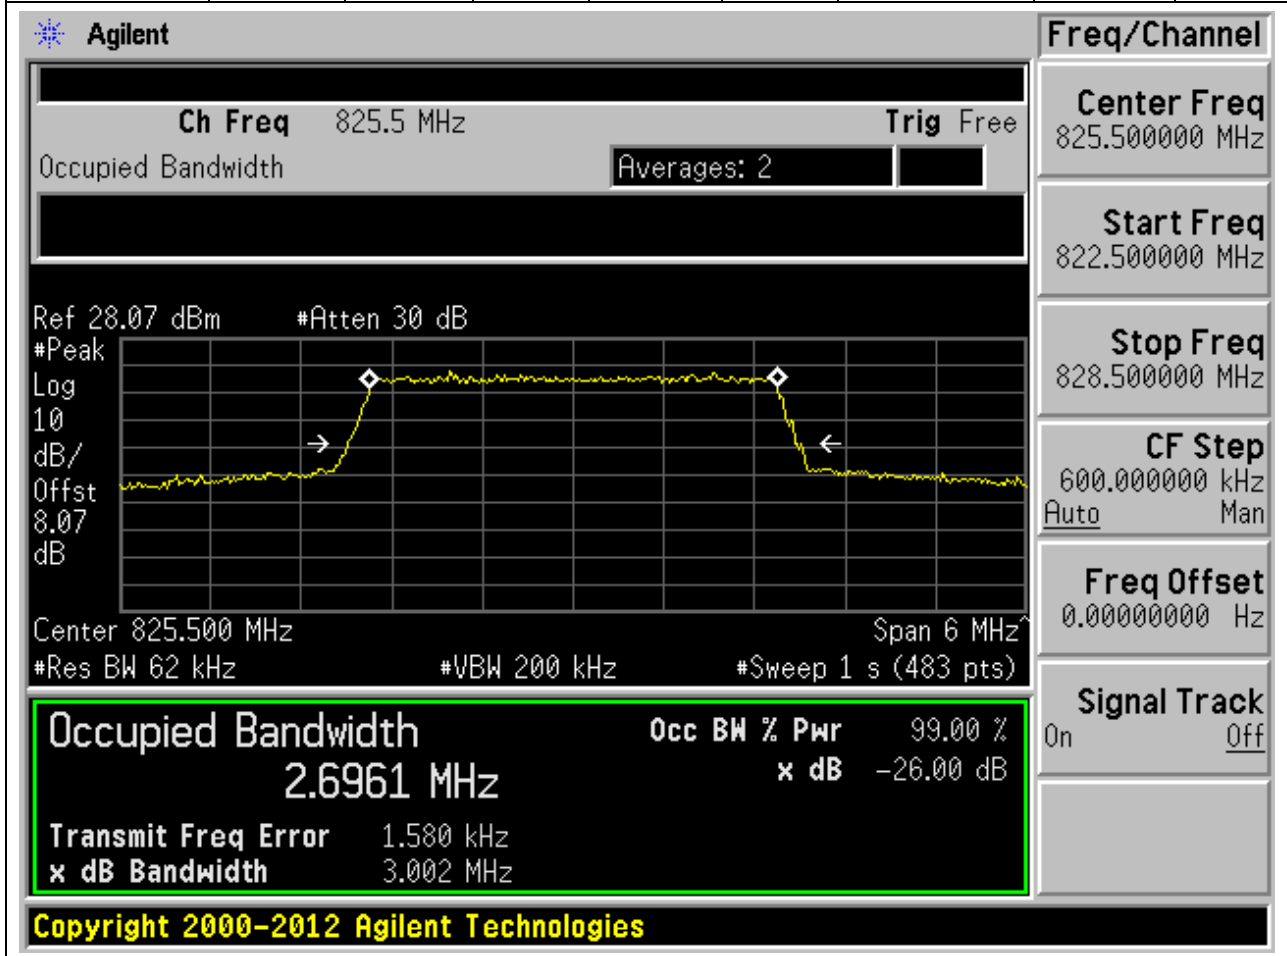 Agilent
Freq/Channel
Ch Freq 825.5 MHz Trig Free
Occupied Bandwidth Averages: 2
Ref 28.07 dBm #Atten 30 dB
#Peak
Log
10
dB/
Offst
8.07
dB
Center 825.500 MHz Span 6 MHz^
#Res BW 62 kHz #VBW 200 kHz #Sweep 1 s (483 pts)
Occupied Bandwidth
2.6961 MHz
Occ BW % Pwr 99.00 %
x dB -26.00 dB
Transmit Freq Error 1.580 kHz
x dB Bandwidth 3.002 MHz
Copyright 2000-2012 Agilent Technologies
Center Freq
825.500000 MHz
Start Freq
822.500000 MHz
Stop Freq
828.500000 MHz
CF Step
600.000000 kHz
Auto Man
Freq Offset
0.00000000 Hz
Signal Track
On Off